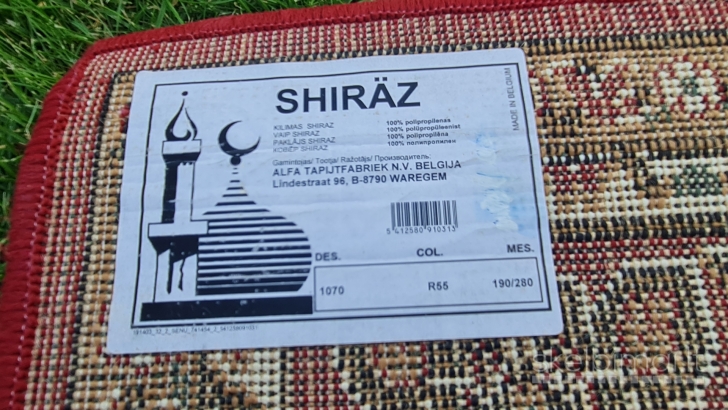 SHIRÄZ
MADE IN BELGIUM
KILIMAS SHIRAZ 100% polipropilenas
VAIP SHIRAZ 100% polüpropüleenist
PAKLĀJS SHIRAZ 100% polipropilēna
КОВЁР SHIRAZ 100% полипропилен
Gamintojas/ Tootja/ Ražotājs/ Производитель:
ALFA TAPIJTFABRIEK N.V. BELGIJA
Lindestraat 96, B-8790 WAREGEM
5 412580 910313
DES. COL. MES.
1070 R55 190/280